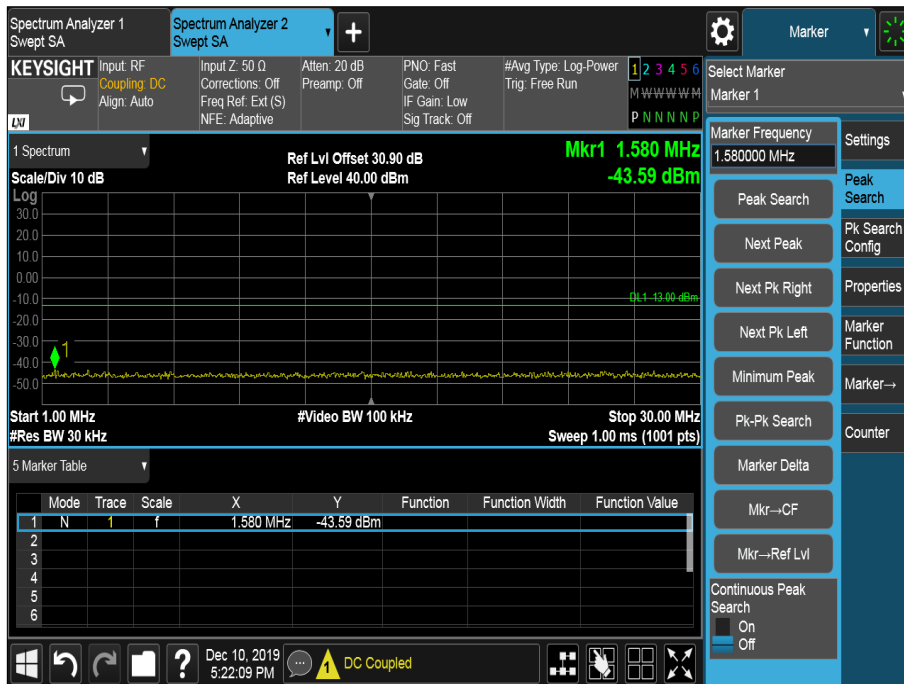 Spectrum Analyzer 1
Swept SA
Spectrum Analyzer 2
Swept SA
Marker
KEYSIGHT
LXI
Input: RF
Coupling: DC
Align: Auto
Input Z: 50 Ω
Corrections: Off
Freq Ref: Ext (S)
NFE: Adaptive
Atten: 20 dB
Preamp: Off
PNO: Fast
Gate: Off
IF Gain: Low
Sig Track: Off
#Avg Type: Log-Power
Trig: Free Run
1 2 3 4 5 6
M W W W W M
P N N N N P
Select Marker
Marker 1
1 Spectrum
Scale/Div 10 dB
Ref Lvl Offset 30.90 dB
Ref Level 40.00 dBm
Mkr1 1.580 MHz
-43.59 dBm
Log
30.0
20.0
10.0
0.00
-10.0
-20.0
-30.0
-40.0
-50.0
DL1 -13.00 dBm
1
Start 1.00 MHz
#Res BW 30 kHz
#Video BW 100 kHz
Stop 30.00 MHz
Sweep 1.00 ms (1001 pts)
5 Marker Table
Mode Trace Scale X Y Function Function Width Function Value
1 N 1 f 1.580 MHz -43.59 dBm
2
3
4
5
6
Marker Frequency
1.580000 MHz
Peak Search
Next Peak
Next Pk Right
Next Pk Left
Minimum Peak
Pk-Pk Search
Marker Delta
Mkr→CF
Mkr→Ref Lvl
Continuous Peak
Search
On
Off
Settings
Peak
Search
Pk Search
Config
Properties
Marker
Function
Marker→
Counter
?
Dec 10, 2019
5:22:09 PM
1
DC Coupled